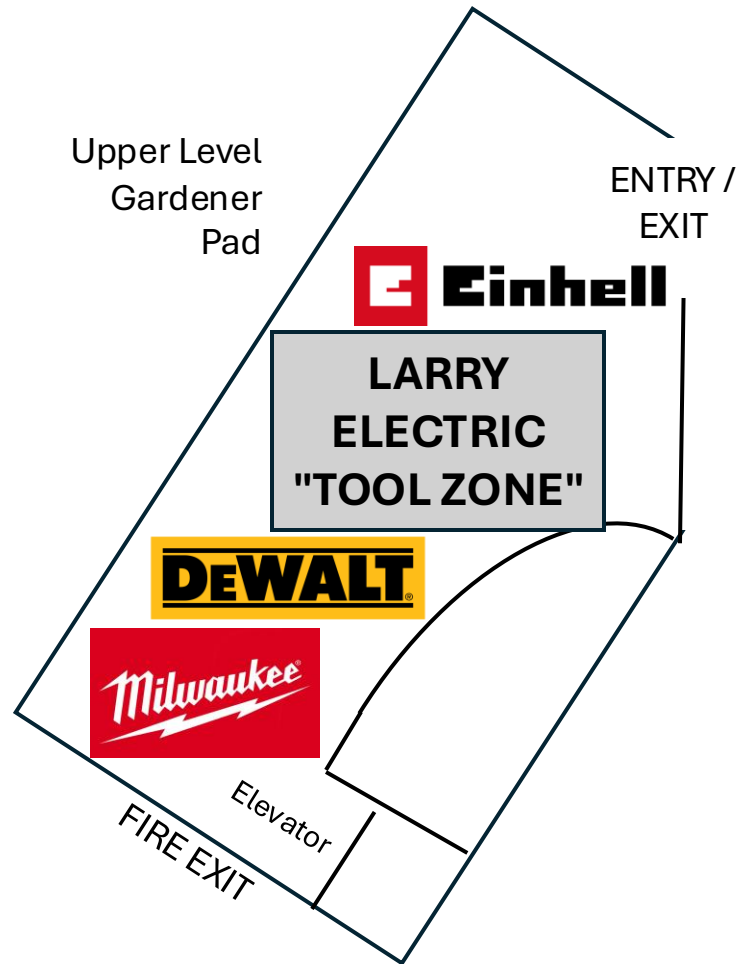 Upper Level
Gardener
Pad
ENTRY /
EXIT
Einhell
LARRY
ELECTRIC
"TOOL ZONE"
DEWALT®
Milwaukee®
Elevator
FIRE EXIT